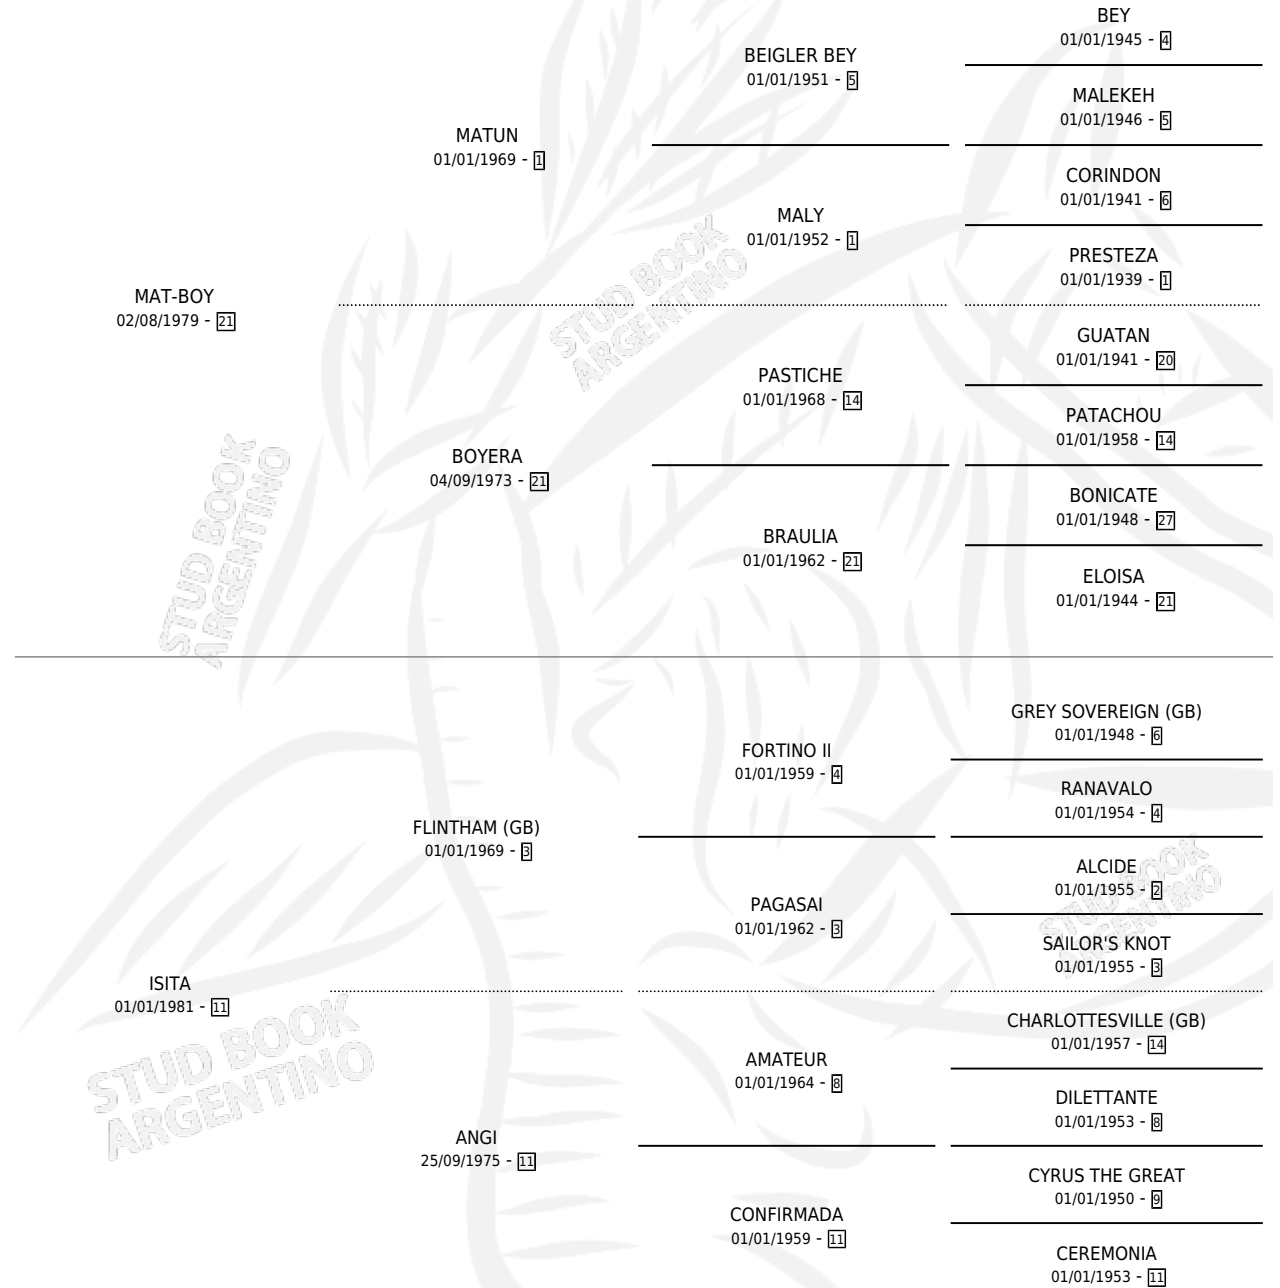 BEY
01/01/1945 - 4
BEIGLER BEY
01/01/1951 - 5
MALEKEH
01/01/1946 - 5
MATUN
01/01/1969 - 1
CORINDON
01/01/1941 - 6
MALY
01/01/1952 - 1
PRESTEZA
01/01/1939 - 1
MAT-BOY
02/08/1979 - 21
GUATAN
01/01/1941 - 20
PASTICHE
01/01/1968 - 14
PATACHOU
01/01/1958 - 14
BOYERA
04/09/1973 - 21
BONICATE
01/01/1948 - 27
BRAULIA
01/01/1962 - 21
ELOISA
01/01/1944 - 21
GREY SOVEREIGN (GB)
01/01/1948 - 6
FORTINO II
01/01/1959 - 4
RANAVALO
01/01/1954 - 4
FLINTHAM (GB)
01/01/1969 - 3
ALCIDE
01/01/1955 - 2
PAGASAI
01/01/1962 - 3
SAILOR'S KNOT
01/01/1955 - 3
ISITA
01/01/1981 - 11
CHARLOTTESVILLE (GB)
01/01/1957 - 14
AMATEUR
01/01/1964 - 8
DILETTANTE
01/01/1953 - 8
ANGI
25/09/1975 - 11
CYRUS THE GREAT
01/01/1950 - 9
CONFIRMADA
01/01/1959 - 11
CEREMONIA
01/01/1953 - 11
STUD BOOK
ARGENTINO
STUD BOOK
ARGENTINO
STUD BOOK
ARGENTINO
STUD BOOK
ARGENTINO